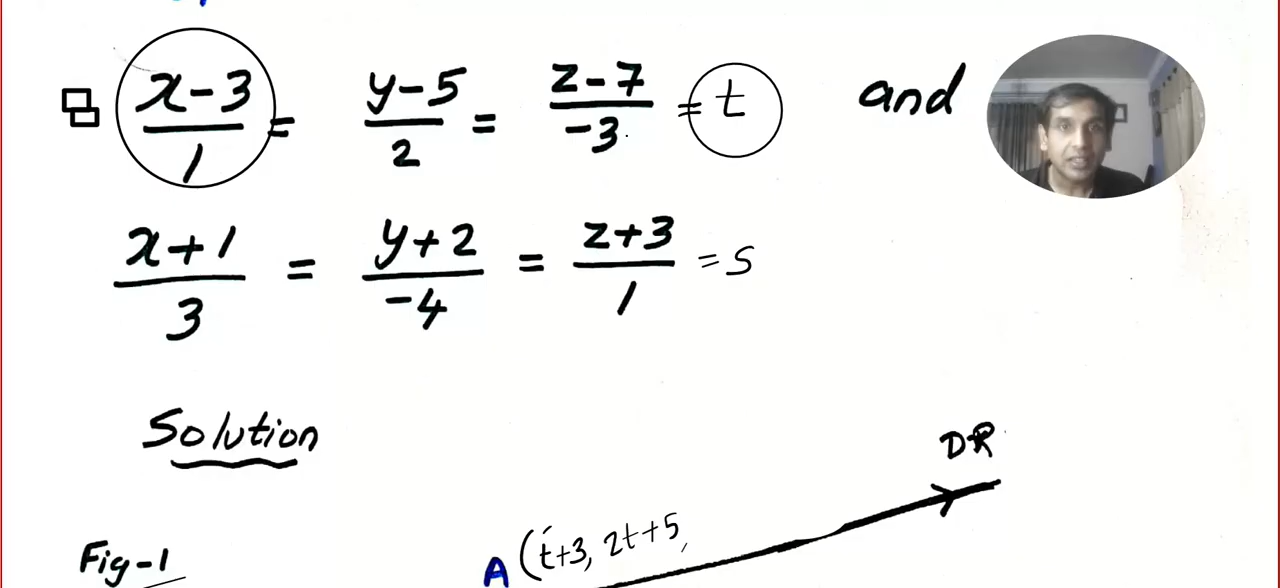 x-3/1 = y-5/2 = z-7/-3 = t and
x+1/3 = y+2/-4 = z+3/1 = s
Solution
DR
A (t+3, 2t+5,
Fig-1